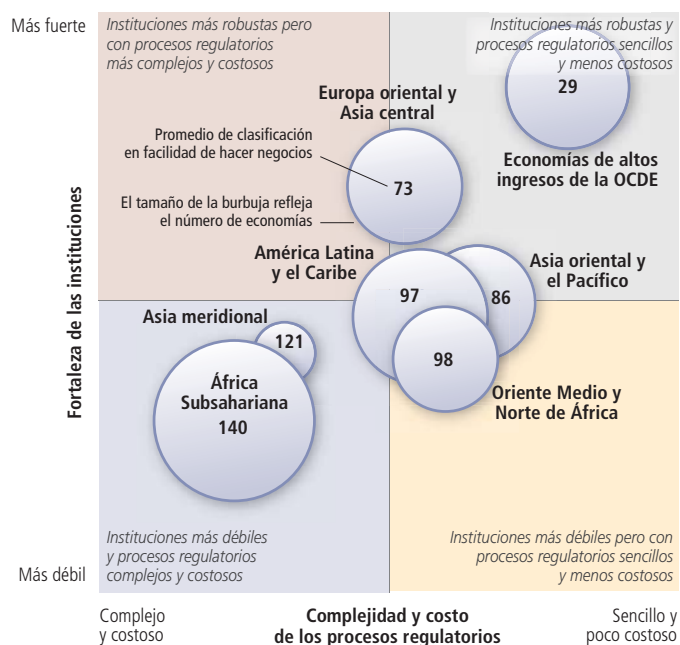 Más fuerte
Instituciones más robustas pero
con procesos regulatorios
más complejos y costosos
Instituciones más robustas y
procesos regulatorios sencillos
y menos costosos
29
Economías de altos
ingresos de la OCDE
Europa oriental y
Asia central
Promedio de clasificación
en facilidad de hacer negocios
73
El tamaño de la burbuja refleja
el número de economías
América Latina
y el Caribe
97
Asia oriental y
el Pacífico
86
Fortaleza de las instituciones
Asia meridional
121
África
Subsahariana
140
98
Oriente Medio y
Norte de África
Instituciones más débiles
y procesos regulatorios
complejos y costosos
Instituciones más débiles pero con
procesos regulatorios sencillos
y menos costosos
Más débil
Complejo
y costoso
Complejidad y costo
de los procesos regulatorios
Sencillo y
poco costoso